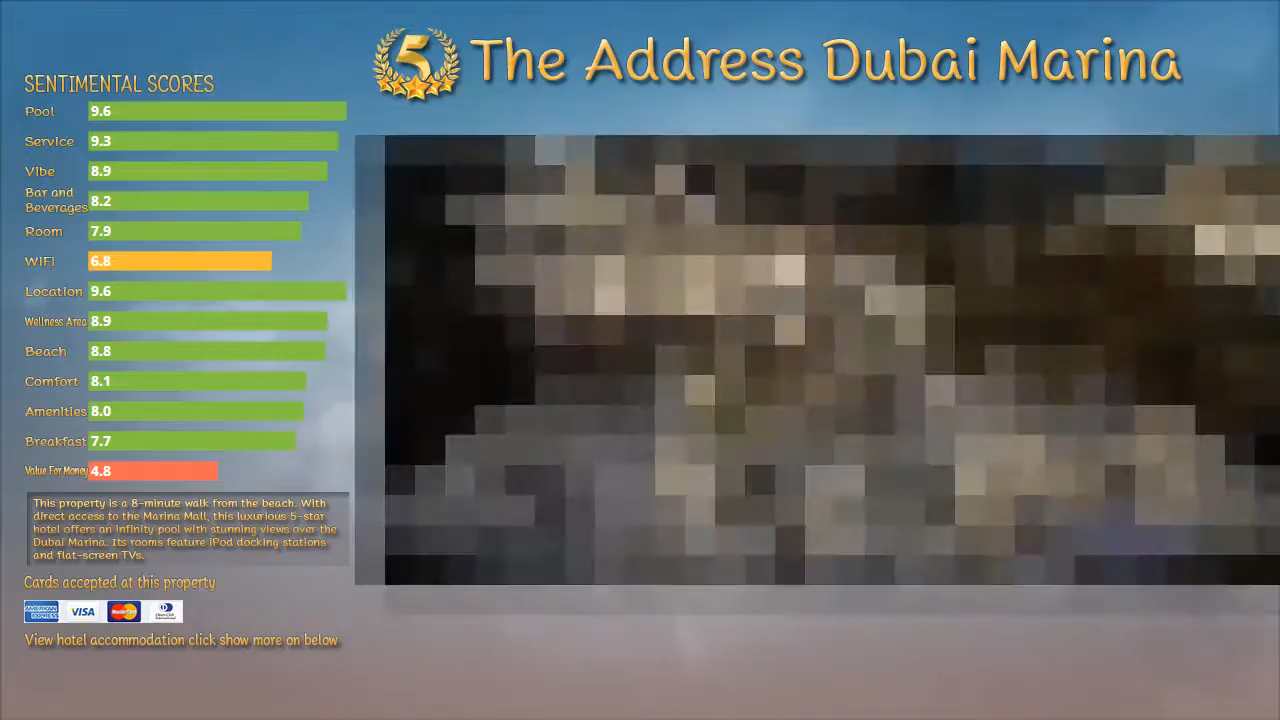 5
The Address Dubai Marina
SENTIMENTAL SCORES
Pool 9.6
Service 9.3
Vibe 8.9
Bar and
Beverages 8.2
Room 7.9
WiFi 6.8
Location 9.6
Wellness Area 8.9
Beach 8.8
Comfort 8.1
Amenities 8.0
Breakfast 7.7
Value For Money 4.8
This property is a 8-minute walk from the beach. With
direct access to the Marina Mall, this luxurious 5-star
hotel offers an infinity pool with stunning views over the
Dubai Marina. Its rooms feature iPod docking stations
and flat-screen TVs.
Cards accepted at this property
AMERICAN EXPRESS VISA MasterCard Diners Club
View hotel accommodation click show more on below